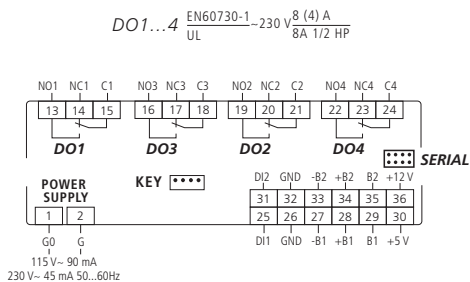 DO1...4 EN60730-1 ~230 V 8 (4) A
UL 8A 1/2 HP
NO1 NC1 C1 NO3 NC3 C3 NO2 NC2 C2 NO4 NC4 C4
13 14 15 16 17 18 19 20 21 22 23 24
DO1 DO3 DO2 DO4
SERIAL
POWER SUPPLY
KEY
DI2 GND -B2 +B2 B2 +12 V
31 32 33 34 35 36
1 2
25 26 27 28 29 30
G0 G
DI1 GND -B1 +B1 B1 +5 V
115 V~ 90 mA
230 V~ 45 mA 50...60Hz